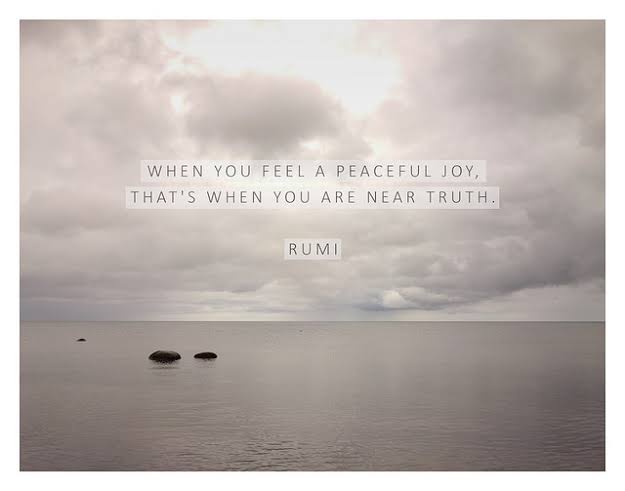 WHEN YOU FEEL A PEACEFUL JOY,
THAT'S WHEN YOU ARE NEAR TRUTH.
RUMI